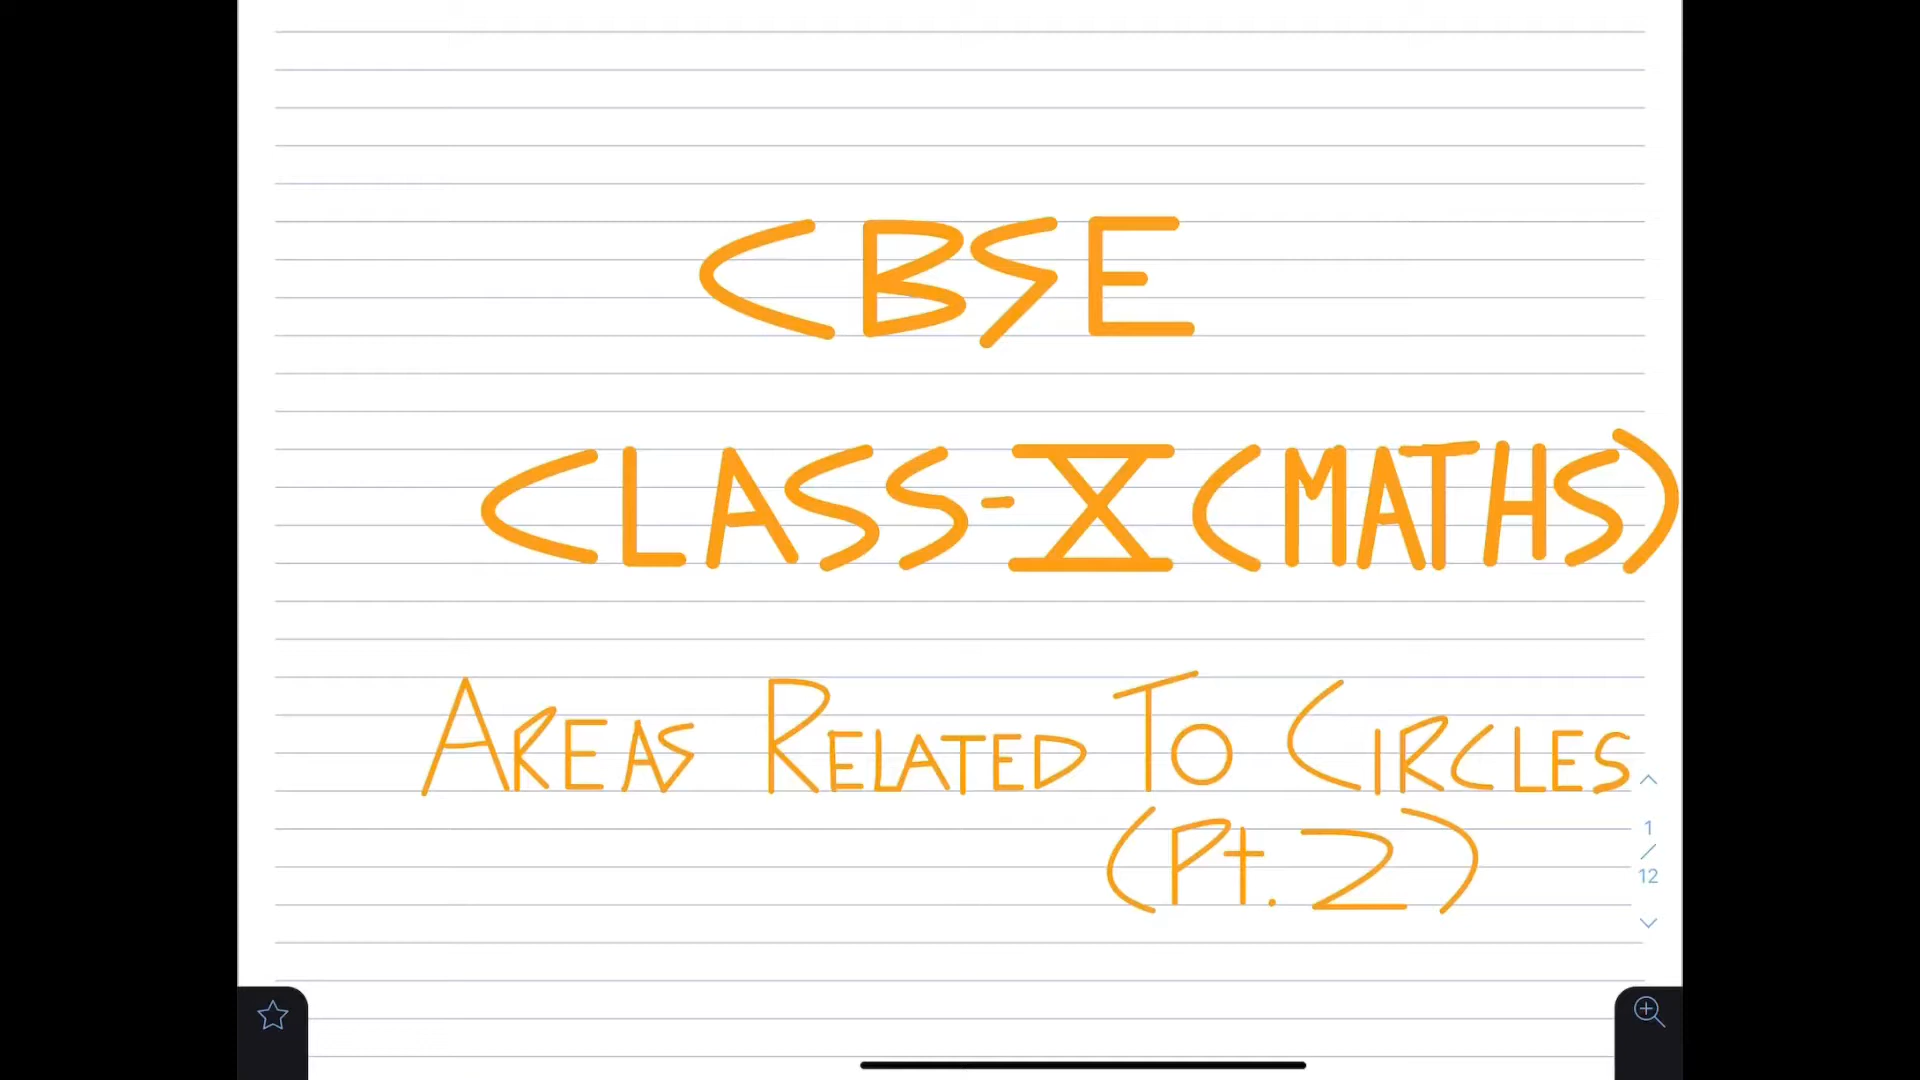 CBSE
CLASS-X (MATHS)
AREAS RELATED TO CIRCLES
(Pt. 2)
1
/
12